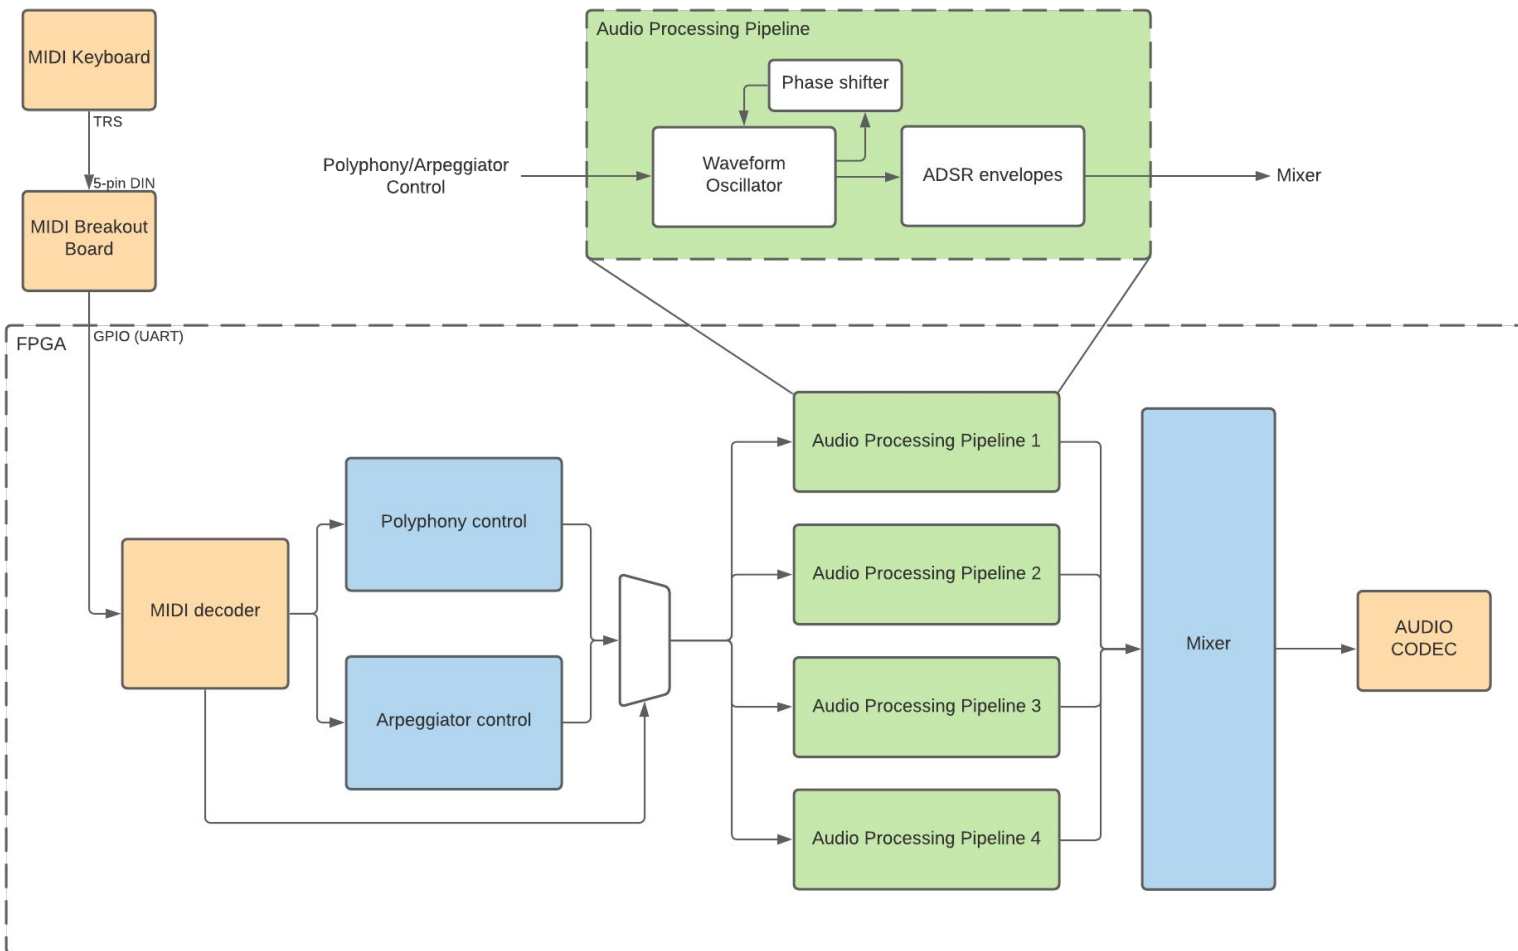 MIDI Keyboard
TRS
5-pin DIN
MIDI Breakout
Board
GPIO (UART)
Audio Processing Pipeline
Phase shifter
Polyphony/Arpeggiator
Control
Waveform
Oscillator
ADSR envelopes
Mixer
FPGA
MIDI decoder
Polyphony control
Arpeggiator control
Audio Processing Pipeline 1
Audio Processing Pipeline 2
Audio Processing Pipeline 3
Audio Processing Pipeline 4
Mixer
AUDIO
CODEC